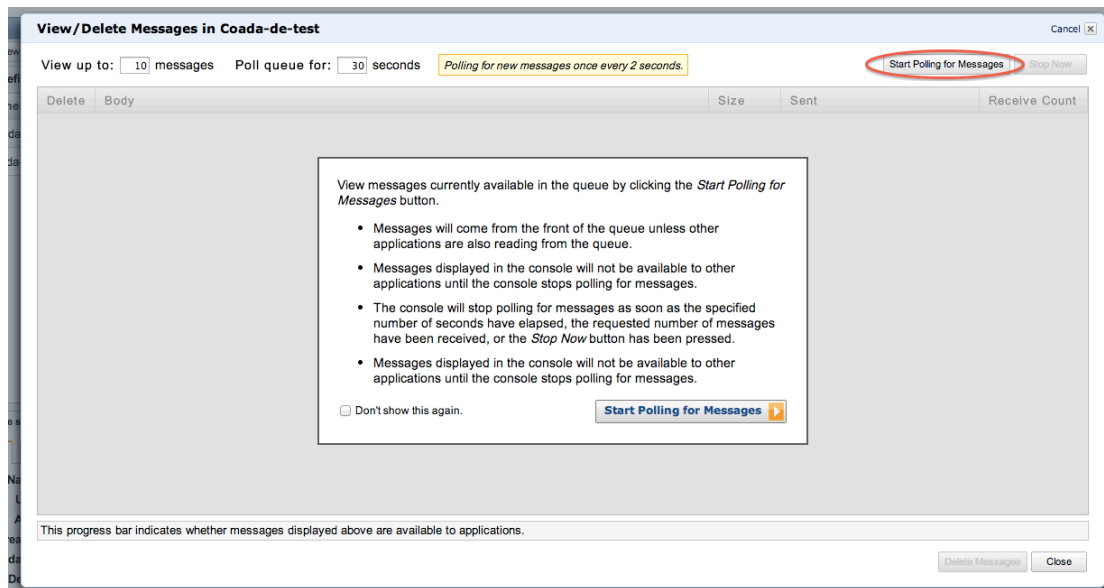 View/Delete Messages in Coada-de-test
Cancel
View up to: 10 messages Poll queue for: 30 seconds Polling for new messages once every 2 seconds. Start Polling for Messages Stop Now
Delete Body Size Sent Receive Count
View messages currently available in the queue by clicking the Start Polling for
Messages button.
• Messages will come from the front of the queue unless other
applications are also reading from the queue.
• Messages displayed in the console will not be available to other
applications until the console stops polling for messages.
• The console will stop polling for messages as soon as the specified
number of seconds have elapsed, the requested number of messages
have been received, or the Stop Now button has been pressed.
• Messages displayed in the console will not be available to other
applications until the console stops polling for messages.
Don't show this again. Start Polling for Messages
This progress bar indicates whether messages displayed above are available to applications.
Delete Messages Close